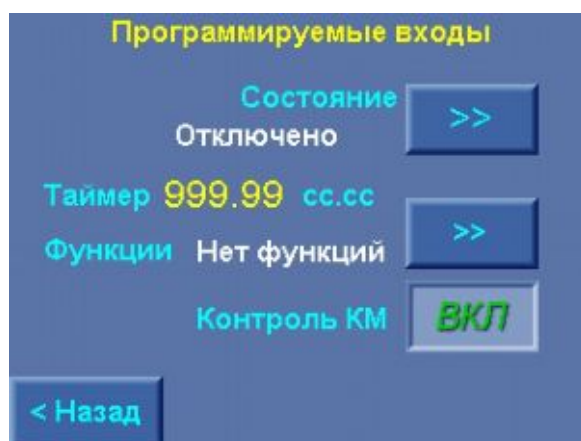 Программируемые входы
Состояние
>>
Отключено
Таймер 999.99 сс.сс
>>
Функции Нет функций
Контроль КМ ВКЛ
< Назад